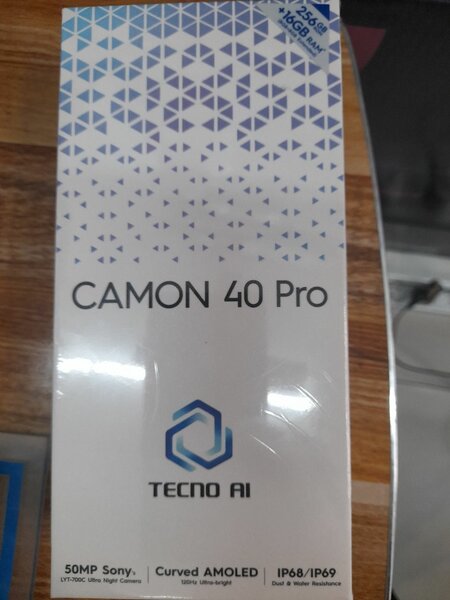 256GB
+16GB RAM*
CAMON 40 Pro
TECNO AI
50MP Sony
LYT-700C Ultra Night Camera
Curved AMOLED
120Hz Ultra-bright
IP68/IP69
Dust & Water Resistance